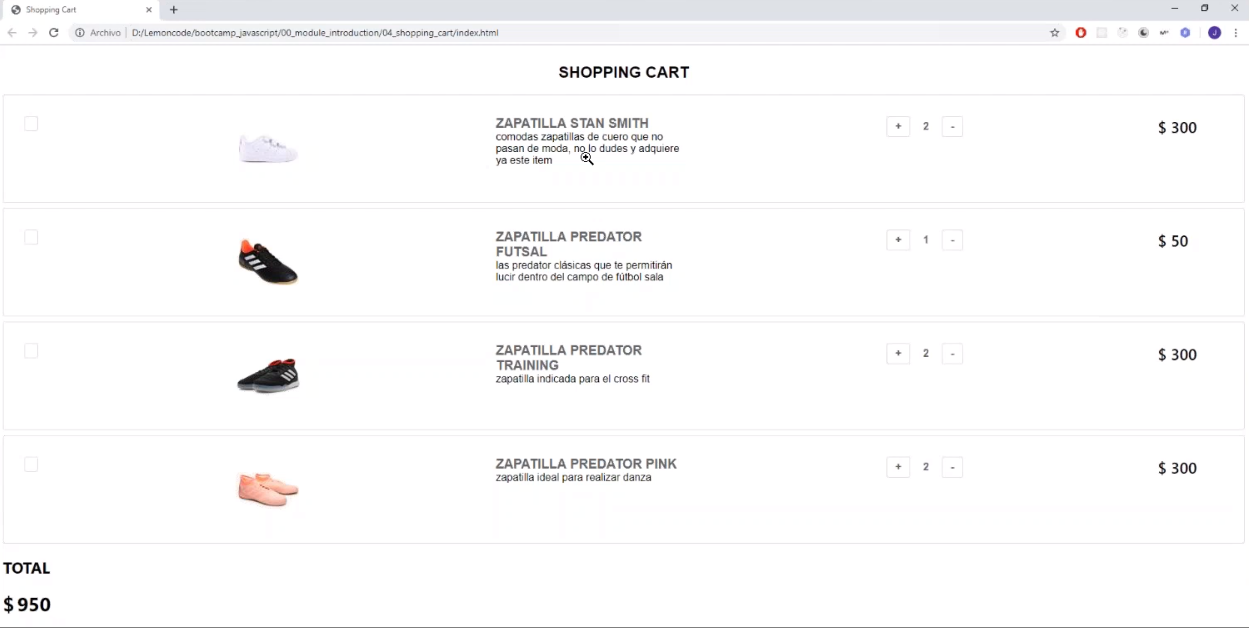 Shopping Cart
Archivo D:/Lemoncode/bootcamp_javascript/00_module_introduction/04_shopping_cart/index.html
J
SHOPPING CART
ZAPATILLA STAN SMITH
comodas zapatillas de cuero que no
pasan de moda, no lo dudes y adquiere
ya este item
+ 2 -
$ 300
ZAPATILLA PREDATOR
FUTSAL
las predator clásicas que te permitirán
lucir dentro del campo de fútbol sala
+ 1 -
$ 50
ZAPATILLA PREDATOR
TRAINING
zapatilla indicada para el cross fit
+ 2 -
$ 300
ZAPATILLA PREDATOR PINK
zapatilla ideal para realizar danza
+ 2 -
$ 300
TOTAL
$ 950